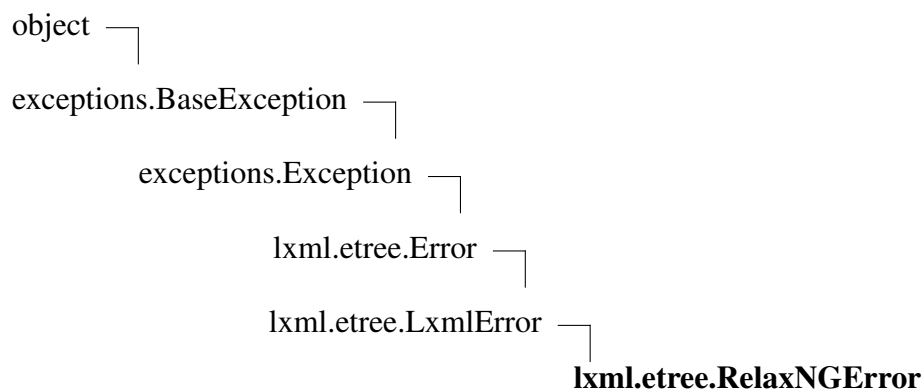 object
exceptions.BaseException
exceptions.Exception
lxml.etree.Error
lxml.etree.LxmlError
lxml.etree.RelaxNGError